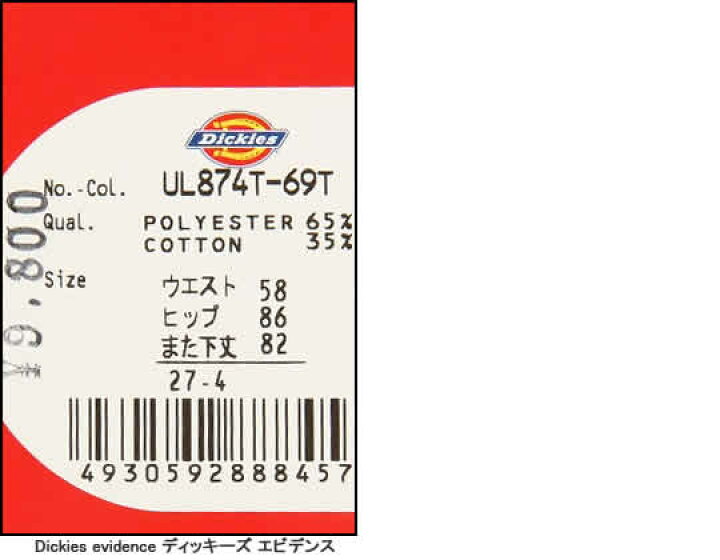 Dickies
No.-Col. UL874T-69T
Qual. POLYESTER 65%
COTTON 35%
Size ウエスト 58
ヒップ 86
また下丈 82
27-4
4930592888457
¥9,800
Dickies evidence ディッキーズ エビデンス